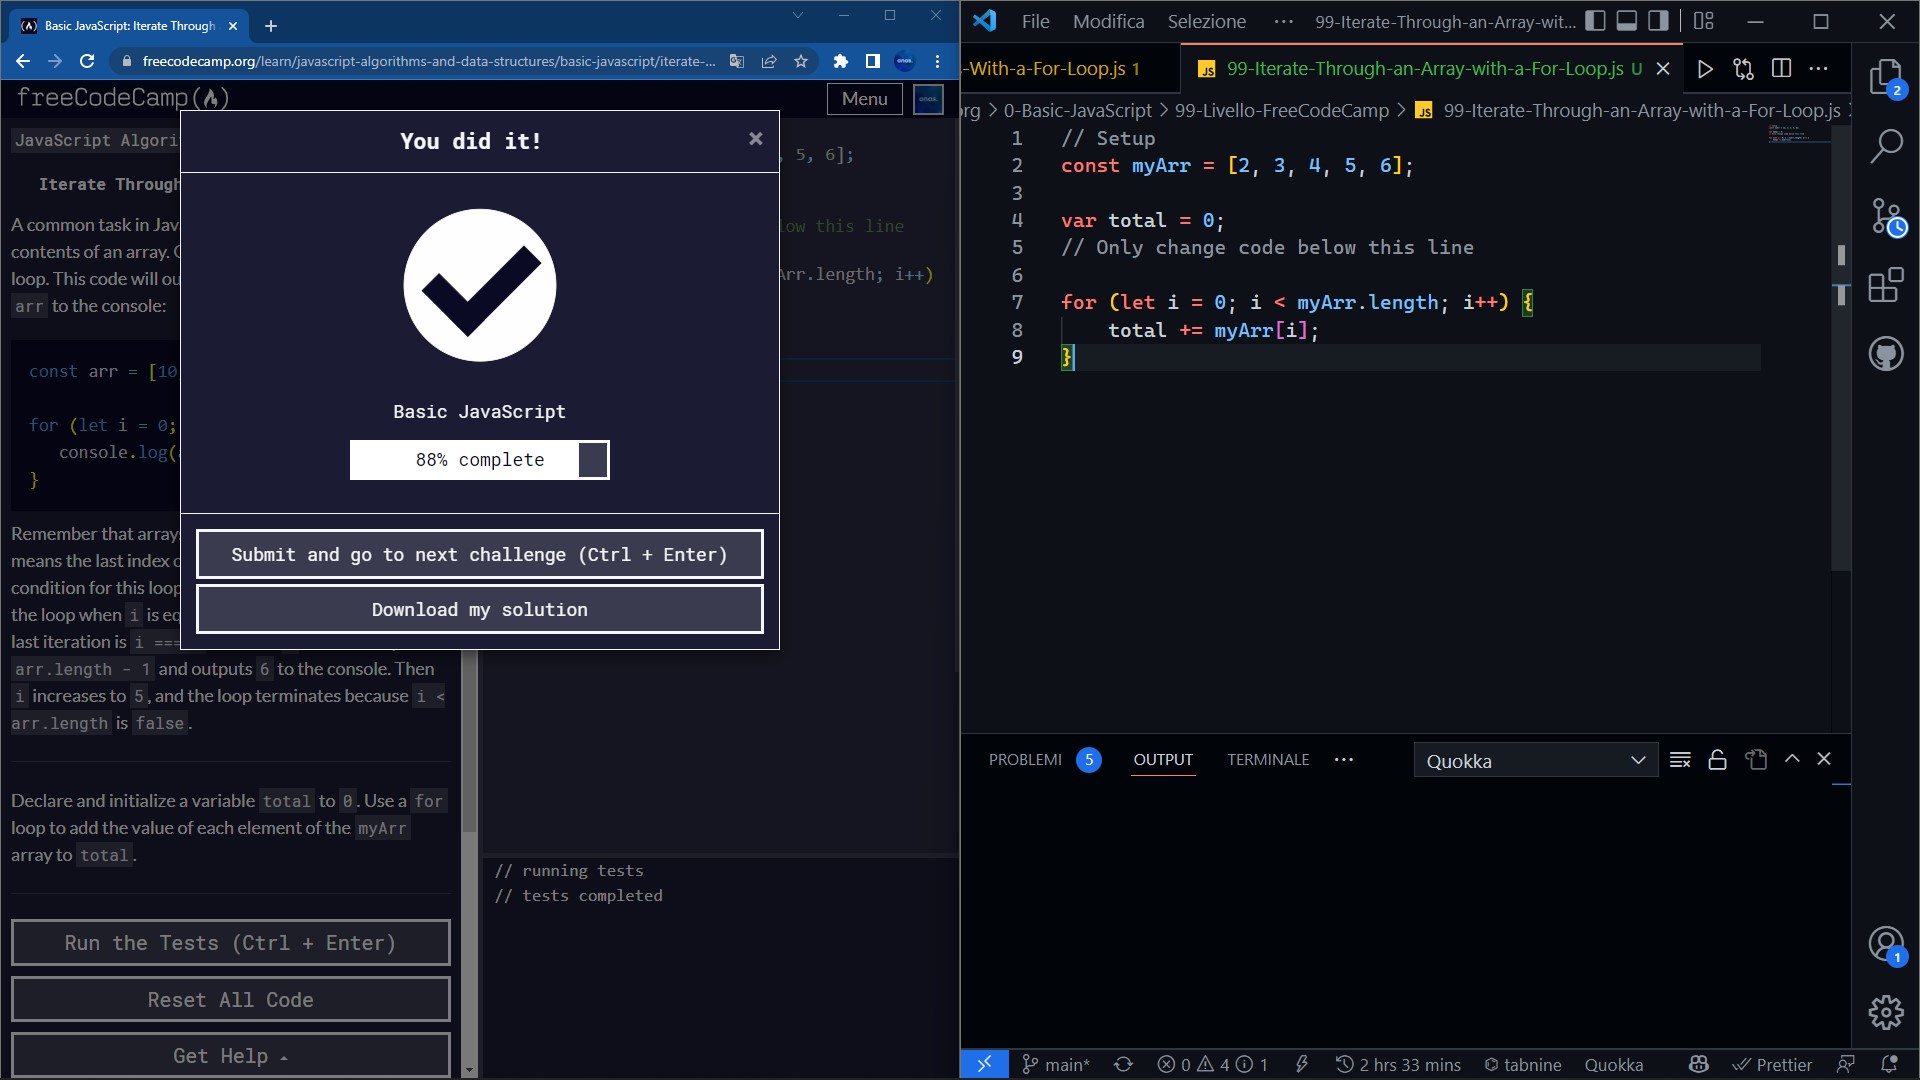 Basic JavaScript: Iterate Through
freecodecamp.org/learn/javascript-algorithms-and-data-structures/basic-javascript/iterate-...
freeCodeCamp
Menu
JavaScript Algori
Iterate Through
A common task in Jav
contents of an array. 
loop. This code will ou
arr to the console:
const arr = [10
for (let i = 0;
console.log(
}
Remember that array
means the last index o
condition for this loop
the loop when i is eq
last iteration is i ===
arr.length - 1 and outputs 6 to the console. Then
i increases to 5, and the loop terminates because i <
arr.length is false.
Declare and initialize a variable total to 0. Use a for
loop to add the value of each element of the myArr
array to total.
Run the Tests (Ctrl + Enter)
Reset All Code
Get Help
, 5, 6];
low this line
Arr.length; i++)
// running tests
// tests completed
You did it!
×
Basic JavaScript
88% complete
Submit and go to next challenge (Ctrl + Enter)
Download my solution
File Modifica Selezione ··· 99-Iterate-Through-an-Array-wit...
.-With-a-For-Loop.js 1
JS 99-Iterate-Through-an-Array-with-a-For-Loop.js U
org > 0-Basic-JavaScript > 99-Livello-FreeCodeCamp > JS 99-Iterate-Through-an-Array-with-a-For-Loop.js >
1 // Setup
2 const myArr = [2, 3, 4, 5, 6];
3
4 var total = 0;
5 // Only change code below this line
6
7 for (let i = 0; i < myArr.length; i++) {
8 total += myArr[i];
9 }
2
1
PROBLEMI 5 OUTPUT TERMINALE ··· Quokka
main* 0 4 1 2 hrs 33 mins tabnine Quokka Prettier